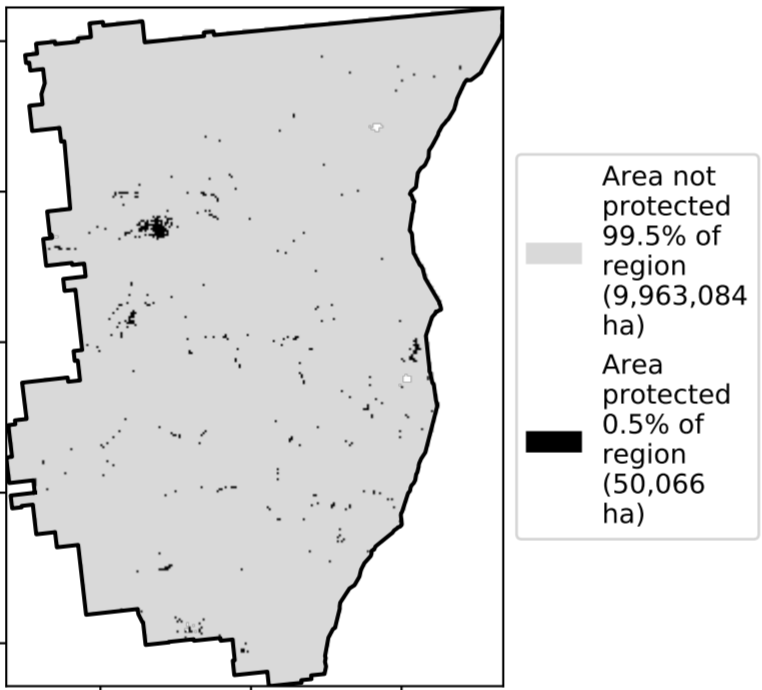 Area not
protected
99.5% of
region
(9,963,084
ha)
Area
protected
0.5% of
region
(50,066
ha)